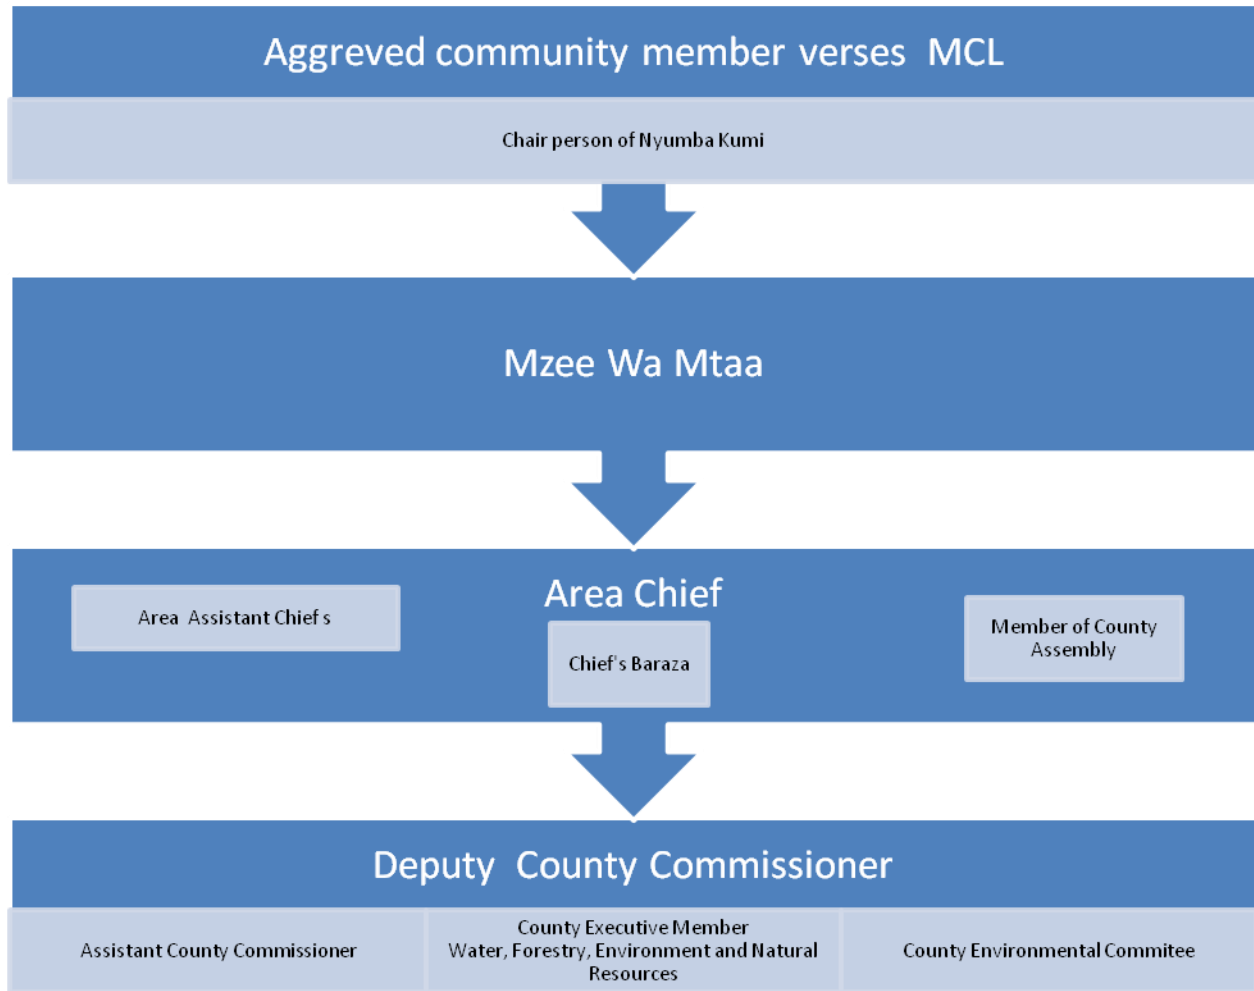 Aggreved community member verses MCL
Chair person of Nyumba Kumi
Mzee Wa Mtaa
Area Chief
Area Assistant Chief s
Chief's Baraza
Member of County
Assembly
Deputy County Commissioner
Assistant County Commissioner
County Executive Member
Water, Forestry, Environment and Natural
Resources
County Environmental Commitee